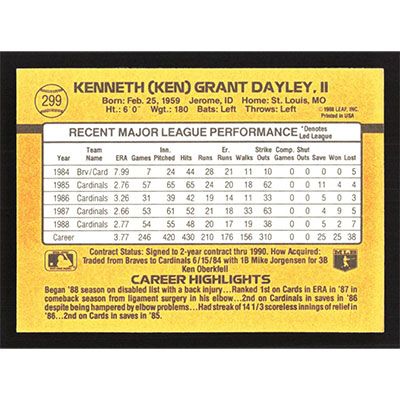 299
KENNETH (KEN) GRANT DAYLEY, II
Born: Feb. 25, 1959 Jerome, ID Home: St. Louis, MO
Ht.: 6'0" Wgt.: 180 Bats: Left Throws: Left
© 1988 LEAF, INC.
Printed in USA
RECENT MAJOR LEAGUE PERFORMANCE *Denotes Led League
Year Team Name ERA Games Inn. Pitched Hits Runs Er. Runs Walks Strike Outs Comp. Games Shut Outs Save Won Lost
1984 Brv/Card 7.99 7 24 44 28 21 11 10 0 0 0 0 5
1985 Cardinals 2.76 57 65 65 24 20 18 62 0 0 11 4 4
1986 Cardinals 3.26 31 39 42 19 14 11 33 0 0 5 0 3
1987 Cardinals 2.66 53 61 52 21 18 33 63 0 0 4 9 5
1988 Cardinals 2.77 54 55 48 20 17 19 38 0 0 5 2 7
Career 3.77 246 420 430 210 176 156 310 0 0 25 25 38
Contract Status: Signed to 2-year contract thru 1990. How Acquired:
Traded from Braves to Cardinals 6/15/84 with 1B Mike Jorgensen for 3B
Ken Oberkfell
MLB
CAREER HIGHLIGHTS
Began '88 season on disabled list with a back injury...Ranked 1st on Cards in ERA in '87 in
comeback season from ligament surgery in his elbow...2nd on Cardinals in saves in '86
despite being hampered by elbow problems...Had streak of 14 1/3 scoreless innings of relief in
'86...2nd on Cards in saves in '85.